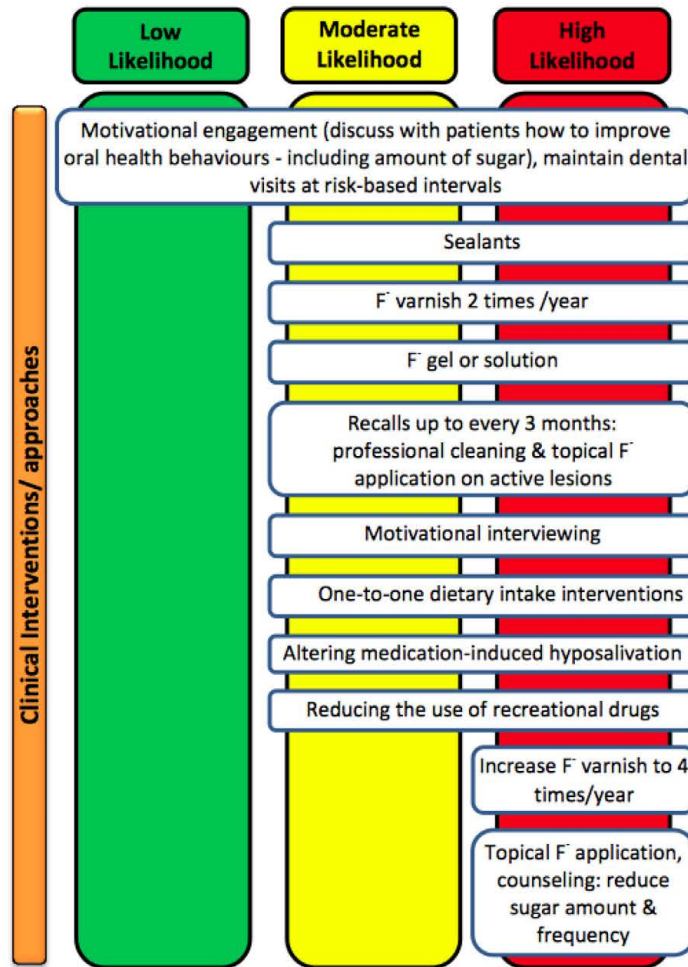 Low
Likelihood
Moderate
Likelihood
High
Likelihood
Clinical Interventions/ approaches
Motivational engagement (discuss with patients how to improve
oral health behaviours - including amount of sugar), maintain dental
visits at risk-based intervals
Sealants
F⁻ varnish 2 times /year
F⁻ gel or solution
Recalls up to every 3 months:
professional cleaning & topical F⁻
application on active lesions
Motivational interviewing
One-to-one dietary intake interventions
Altering medication-induced hyposalivation
Reducing the use of recreational drugs
Increase F⁻ varnish to 4
times/year
Topical F⁻ application,
counseling: reduce
sugar amount &
frequency